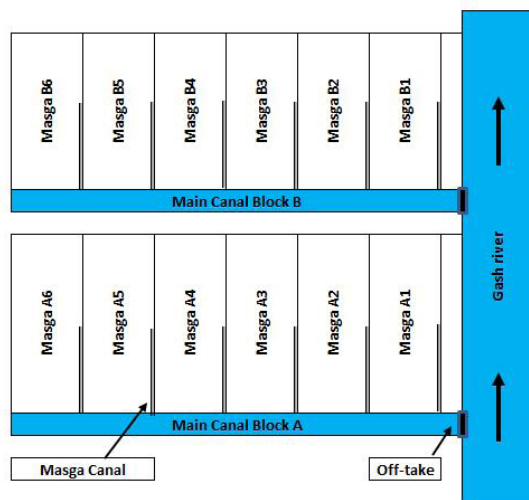 Masga B6
Masga B5
Masga B4
Masga B3
Masga B2
Masga B1
Main Canal Block B
Gash river
Masga A6
Masga A5
Masga A4
Masga A3
Masga A2
Masga A1
Main Canal Block A
Masga Canal
Off-take